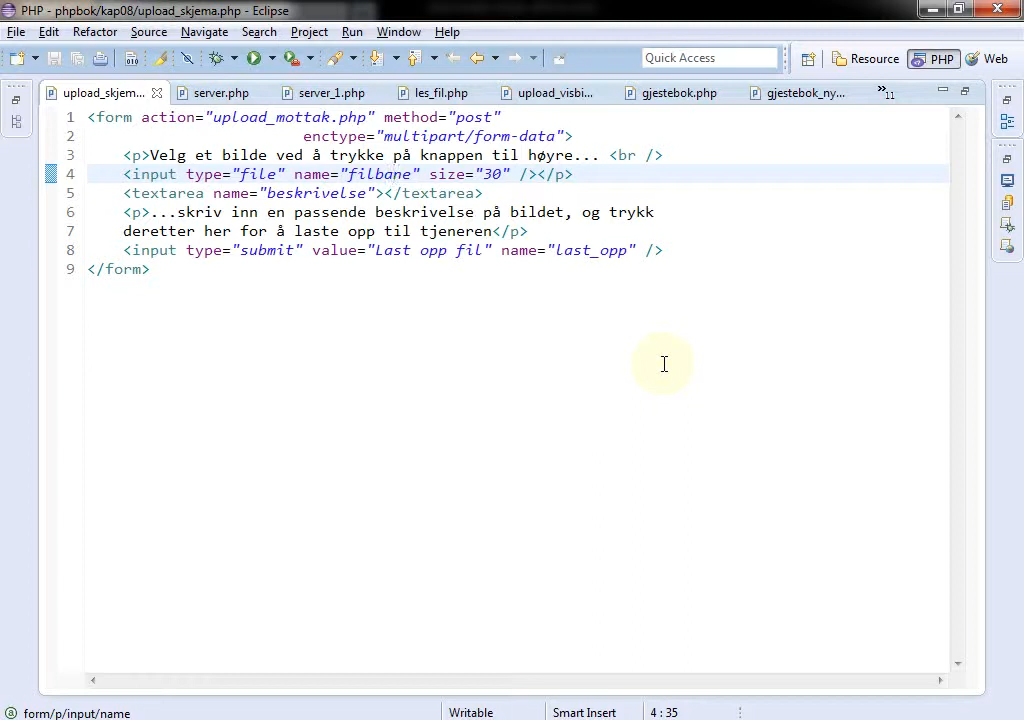 PHP - phpbok/kap08/upload_skjema.php - Eclipse
File Edit Refactor Source Navigate Search Project Run Window Help
Quick Access
Resource
PHP
Web
upload_skjem... server.php server_1.php les_fil.php upload_visbi... gjestebok.php gjestebok_ny... »11
1 <form action="upload_mottak.php" method="post"
2 enctype="multipart/form-data">
3 <p>Velg et bilde ved å trykke på knappen til høyre... <br />
4 <input type="file" name="filbane" size="30" /></p>
5 <textarea name="beskrivelse"></textarea>
6 <p>...skriv inn en passende beskrivelse på bildet, og trykk
7 deretter her for å laste opp til tjeneren</p>
8 <input type="submit" value="Last opp fil" name="last_opp" />
9 </form>
form/p/input/name Writable Smart Insert 4 : 35